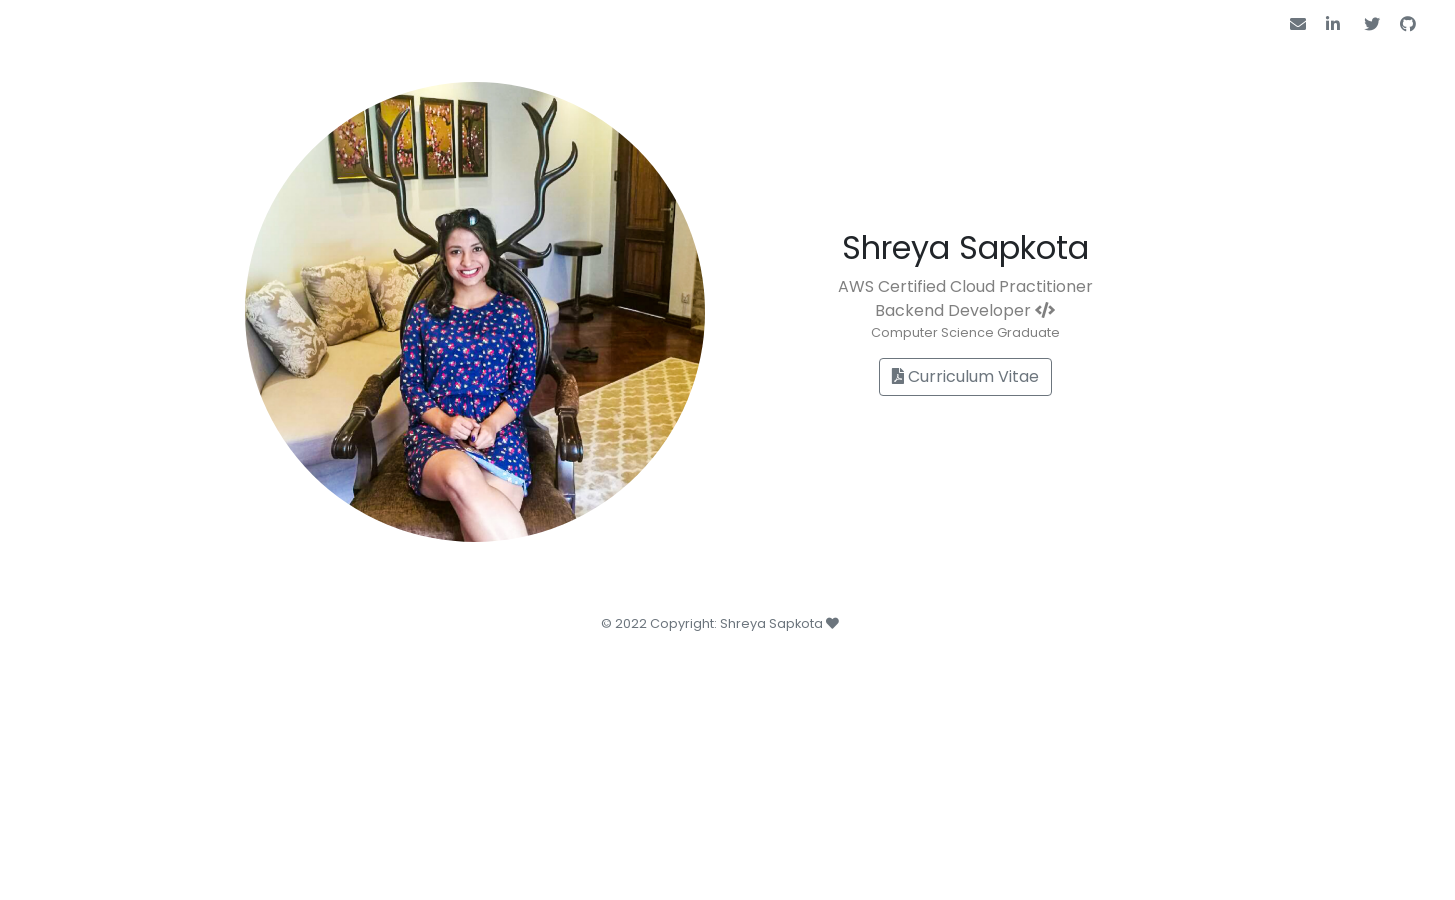 Shreya Sapkota
AWS Certified Cloud Practitioner
Backend Developer
Computer Science Graduate
Curriculum Vitae
© 2022 Copyright: Shreya Sapkota